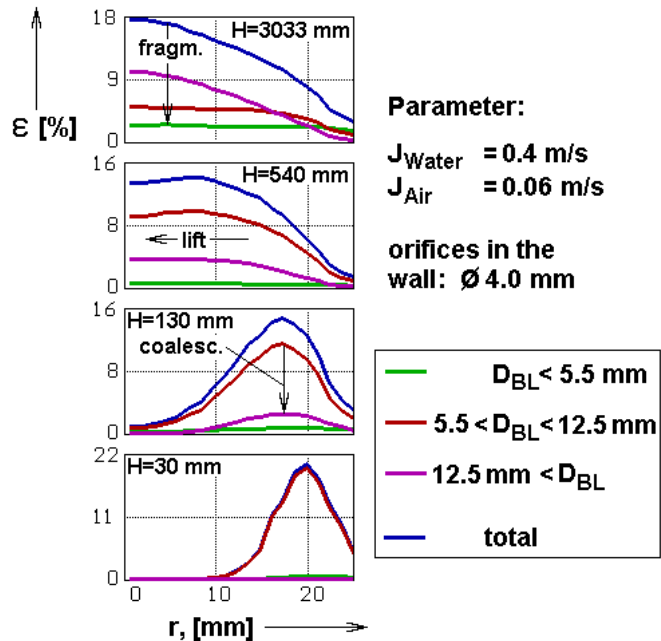 ε [%]
18
9
0
H=3033 mm
fragm.
16
8
0
H=540 mm
lift
16
8
0
H=130 mm
coalesc.
22
11
0
H=30 mm
0 10 20
r, [mm]
Parameter:
J_Water = 0.4 m/s
J_Air = 0.06 m/s
orifices in the
wall: Ø 4.0 mm
D_BL < 5.5 mm
5.5 < D_BL < 12.5 mm
12.5 mm < D_BL
total